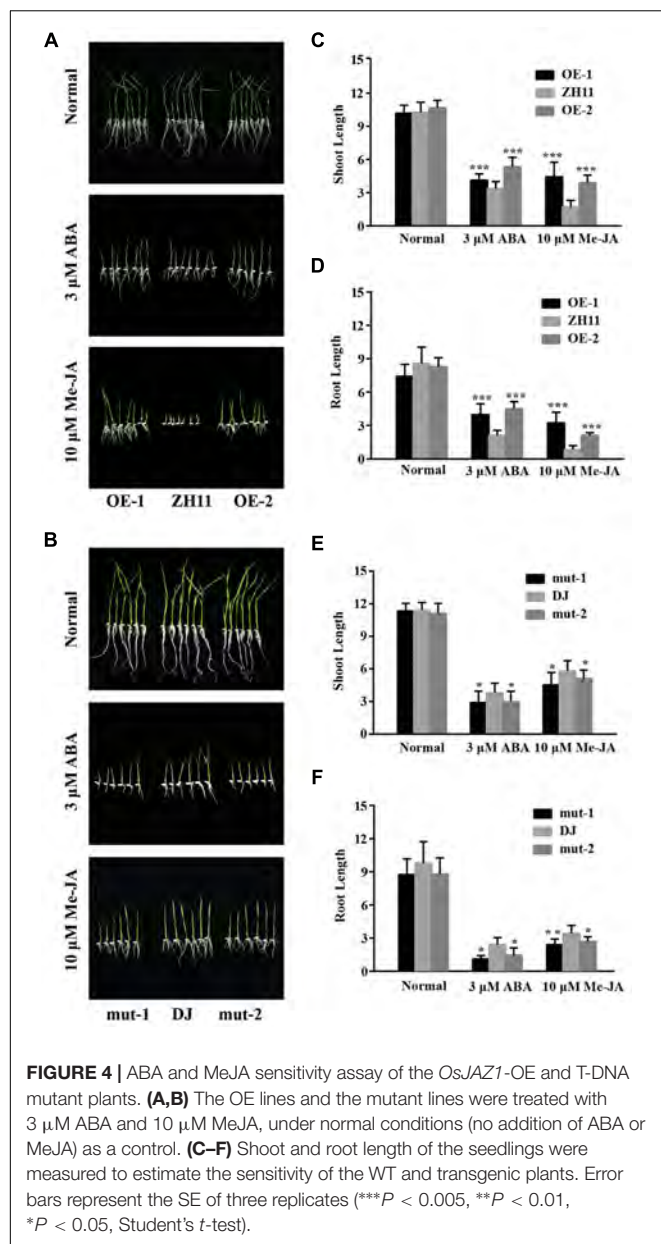 A
Normal
3 µM ABA
10 µM Me-JA
OE-1 ZH11 OE-2
B
Normal
3 µM ABA
10 µM Me-JA
mut-1 DJ mut-2
C
Shoot Length
15
12
9
6
3
0
OE-1
ZH11
OE-2
*** *** *** ***
Normal 3 µM ABA 10 µM Me-JA
D
Root Length
15
12
9
6
3
0
OE-1
ZH11
OE-2
*** *** *** ***
Normal 3 µM ABA 10 µM Me-JA
E
Shoot Length
15
12
9
6
3
0
mut-1
DJ
mut-2
* * * *
Normal 3 µM ABA 10 µM Me-JA
F
Root Length
15
12
9
6
3
0
mut-1
DJ
mut-2
* * ** *
Normal 3 µM ABA 10 µM Me-JA
FIGURE 4 | ABA and MeJA sensitivity assay of the OsJAZ1-OE and T-DNA
mutant plants. (A,B) The OE lines and the mutant lines were treated with
3 µM ABA and 10 µM MeJA, under normal conditions (no addition of ABA or
MeJA) as a control. (C–F) Shoot and root length of the seedlings were
measured to estimate the sensitivity of the WT and transgenic plants. Error
bars represent the SE of three replicates (***P < 0.005, **P < 0.01,
*P < 0.05, Student's t-test).